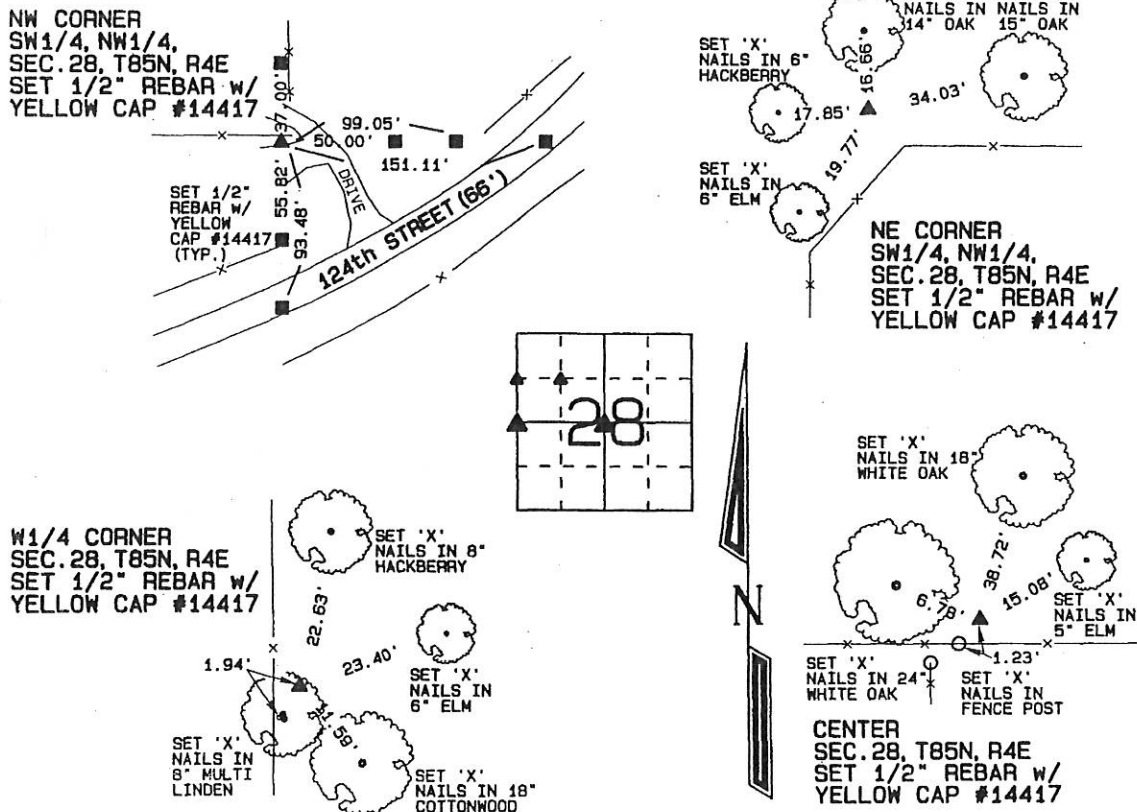 NW CORNER
SW1/4, NW1/4,
SEC.28, T85N, R4E
SET 1/2" REBAR w/
YELLOW CAP #14417
37.00'
99.05'
50.00'
151.11'
55.82'
93.48'
SET 1/2"
REBAR W/
YELLOW
CAP #14417
(TYP.)
DRIVE
124th STREET (66')
NAILS IN
14" OAK
NAILS IN
15" OAK
SET 'X'
NAILS IN 6"
HACKBERRY
16.66'
17.85'
34.03'
19.77'
SET 'X'
NAILS IN
6" ELM
NE CORNER
SW1/4, NW1/4,
SEC.28, T85N, R4E
SET 1/2" REBAR w/
YELLOW CAP #14417
28
N
W1/4 CORNER
SEC.28, T85N, R4E
SET 1/2" REBAR w/
YELLOW CAP #14417
SET 'X'
NAILS IN 8"
HACKBERRY
22.63'
23.40'
1.94'
SET 'X'
NAILS IN
6" ELM
SET 'X'
NAILS IN
8" MULTI
LINDEN
SET 'X'
NAILS IN 18"
COTTONWOOD
SET 'X'
NAILS IN 18"
WHITE OAK
38.72'
6.78'
15.08'
SET 'X'
NAILS IN
5" ELM
1.23'
SET 'X'
NAILS IN 24"
WHITE OAK
SET 'X'
NAILS IN
FENCE POST
CENTER
SEC.28, T85N, R4E
SET 1/2" REBAR w/
YELLOW CAP #14417